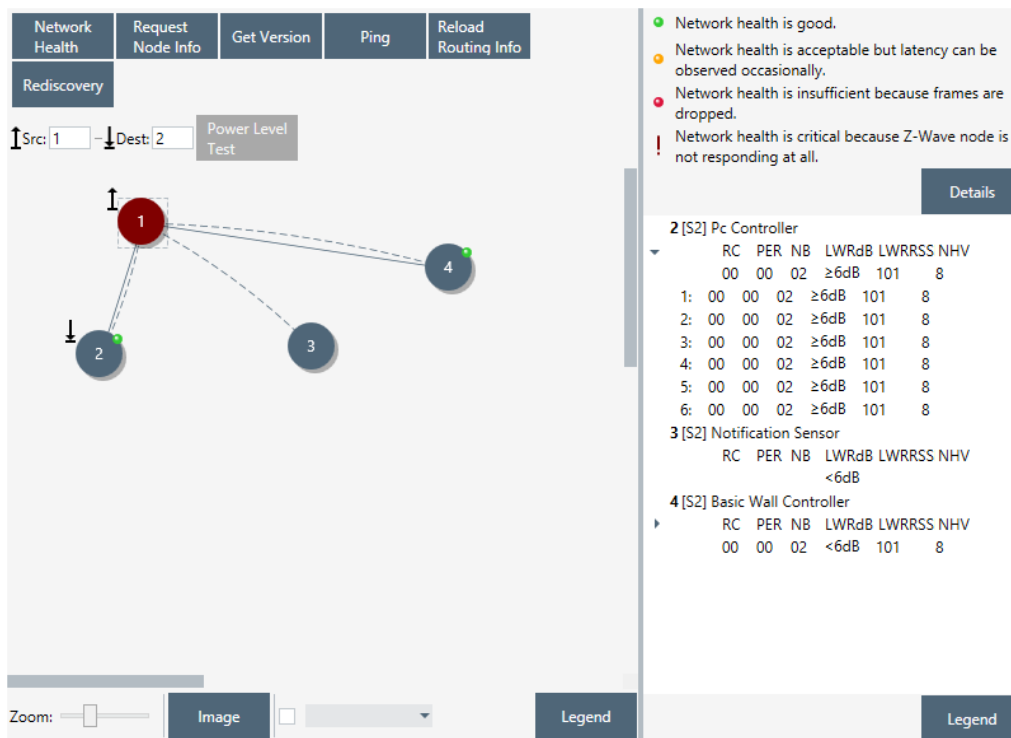 Network
Health
Request
Node Info
Get Version
Ping
Reload
Routing Info
Rediscovery
Src: 1 – Dest: 2
Power Level
Test
1
4
2
3
Zoom:
Image
Legend
Network health is good.
Network health is acceptable but latency can be
observed occasionally.
Network health is insufficient because frames are
dropped.
Network health is critical because Z-Wave node is
not responding at all.
Details
2 [S2] Pc Controller
RC PER NB LWRdB LWRRSS NHV
00 00 02 ≥6dB 101 8
1: 00 00 02 ≥6dB 101 8
2: 00 00 02 ≥6dB 101 8
3: 00 00 02 ≥6dB 101 8
4: 00 00 02 ≥6dB 101 8
5: 00 00 02 ≥6dB 101 8
6: 00 00 02 ≥6dB 101 8
3 [S2] Notification Sensor
RC PER NB LWRdB LWRRSS NHV
<6dB
4 [S2] Basic Wall Controller
RC PER NB LWRdB LWRRSS NHV
00 00 02 <6dB 101 8
Legend